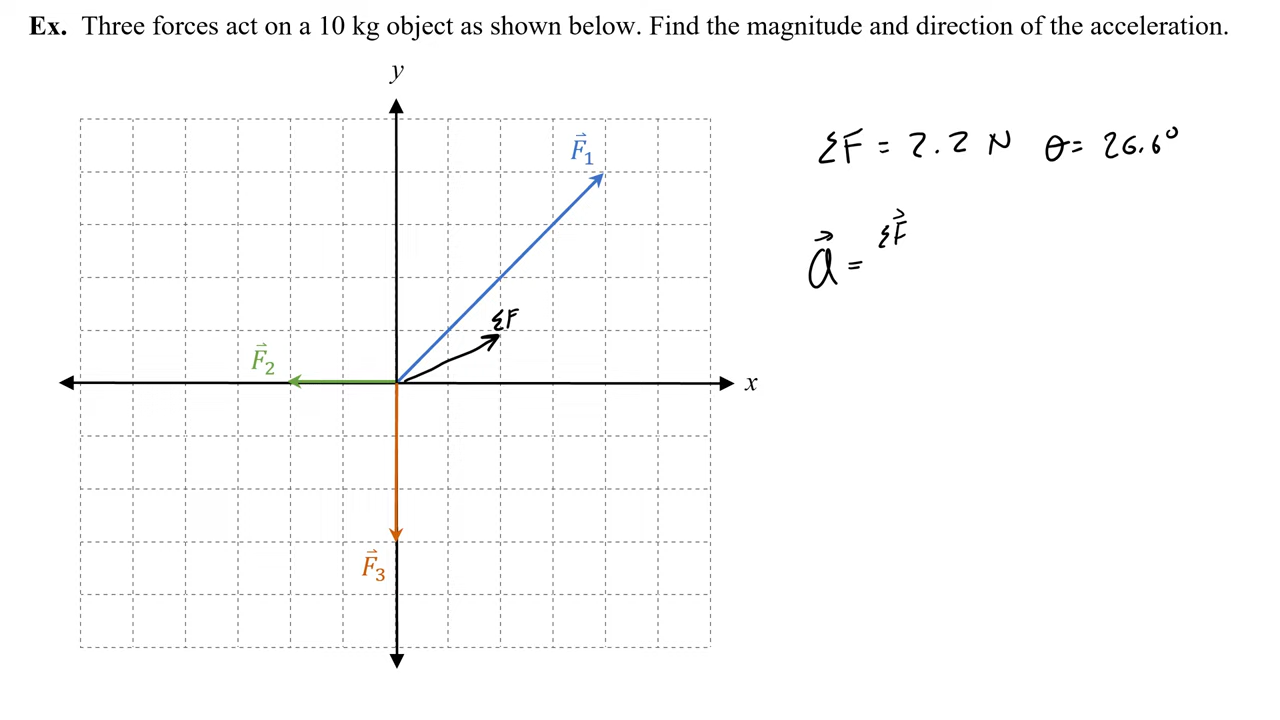 Ex. Three forces act on a 10 kg object as shown below. Find the magnitude and direction of the acceleration.
y
F⃗₁
ΣF = 2.2 N θ= 26.6°
a⃗ = ΣF⃗
ΣF
F⃗₂
x
F⃗₃